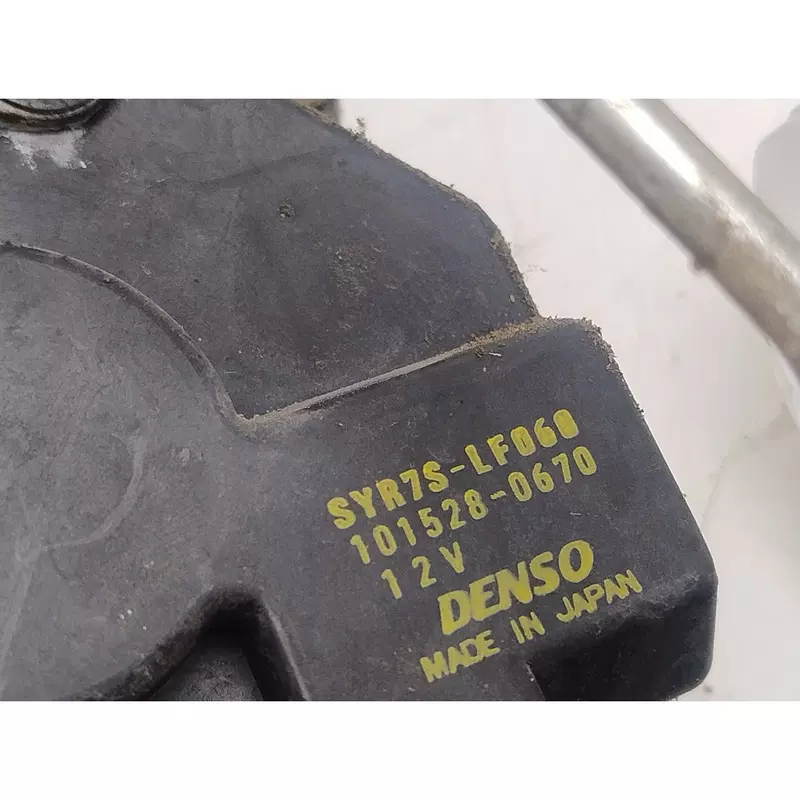 SYR7S-LF060
101528-0670
12V
DENSO
MADE IN JAPAN